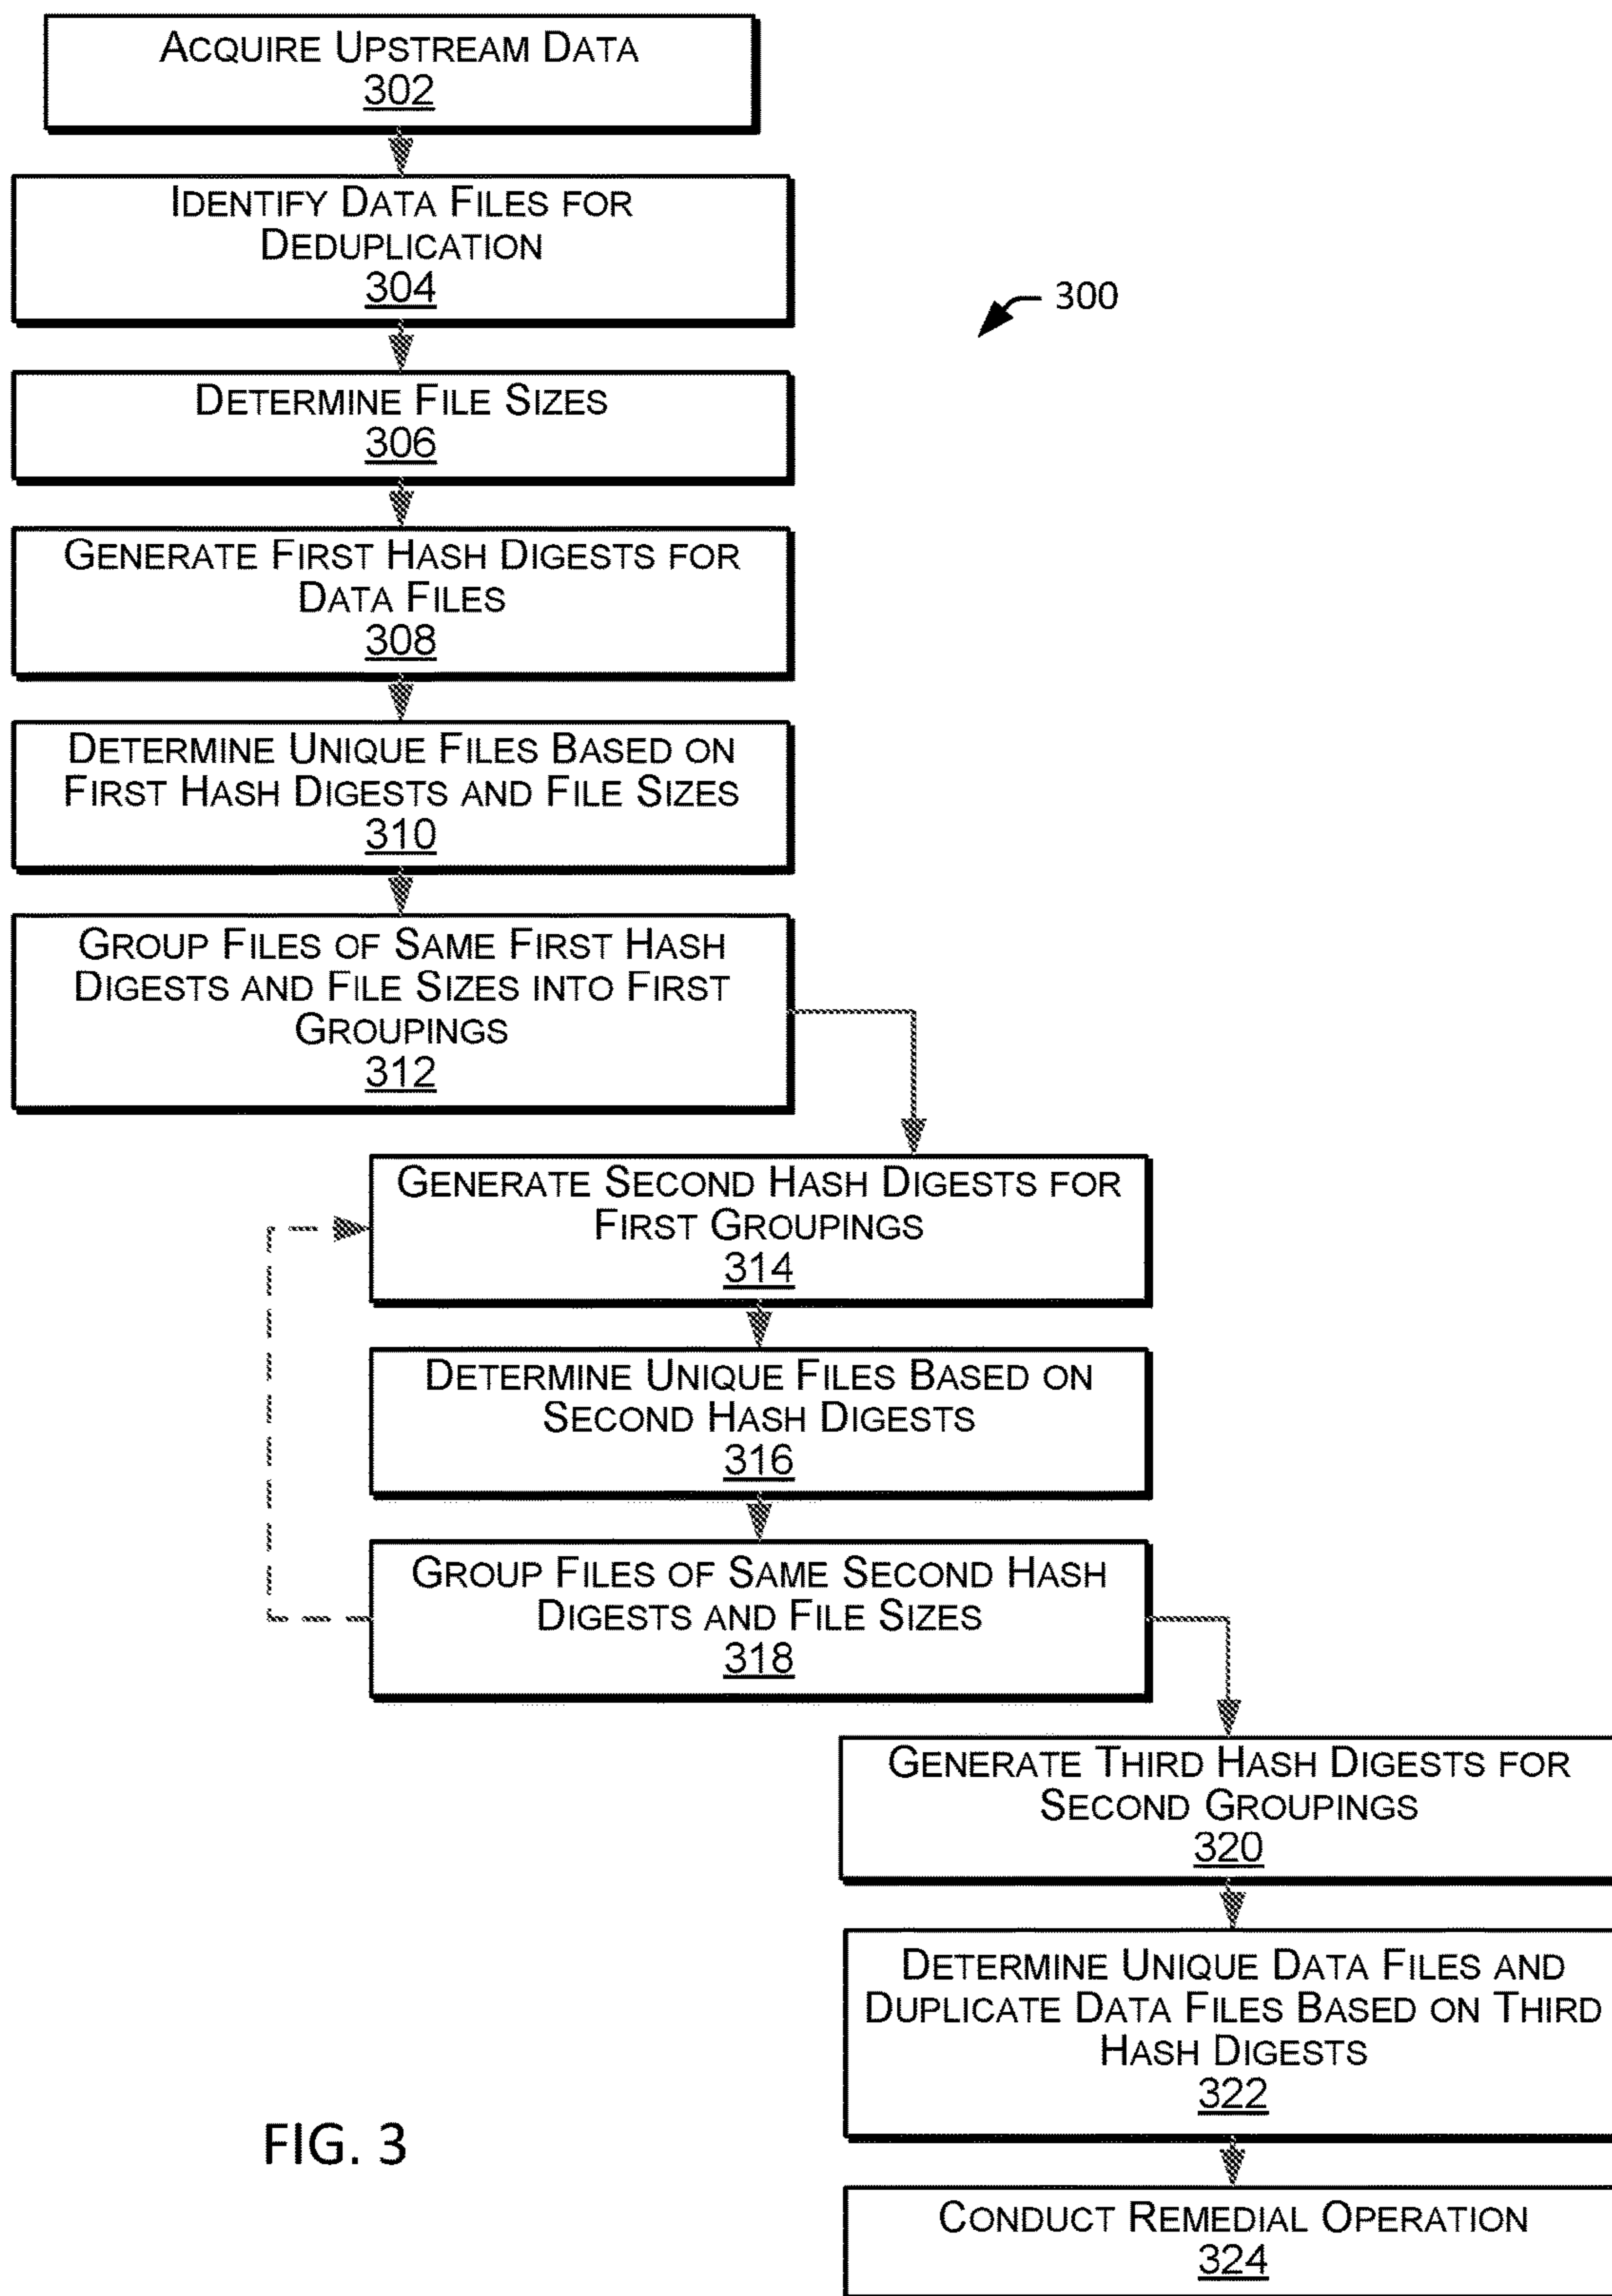 ACQUIRE UPSTREAM DATA
302
IDENTIFY DATA FILES FOR
DEDUPLICATION
304
300
DETERMINE FILE SIZES
306
GENERATE FIRST HASH DIGESTS FOR
DATA FILES
308
DETERMINE UNIQUE FILES BASED ON
FIRST HASH DIGESTS AND FILE SIZES
310
GROUP FILES OF SAME FIRST HASH
DIGESTS AND FILE SIZES INTO FIRST
GROUPINGS
312
GENERATE SECOND HASH DIGESTS FOR
FIRST GROUPINGS
314
DETERMINE UNIQUE FILES BASED ON
SECOND HASH DIGESTS
316
GROUP FILES OF SAME SECOND HASH
DIGESTS AND FILE SIZES
318
GENERATE THIRD HASH DIGESTS FOR
SECOND GROUPINGS
320
DETERMINE UNIQUE DATA FILES AND
DUPLICATE DATA FILES BASED ON THIRD
HASH DIGESTS
322
CONDUCT REMEDIAL OPERATION
324
FIG. 3